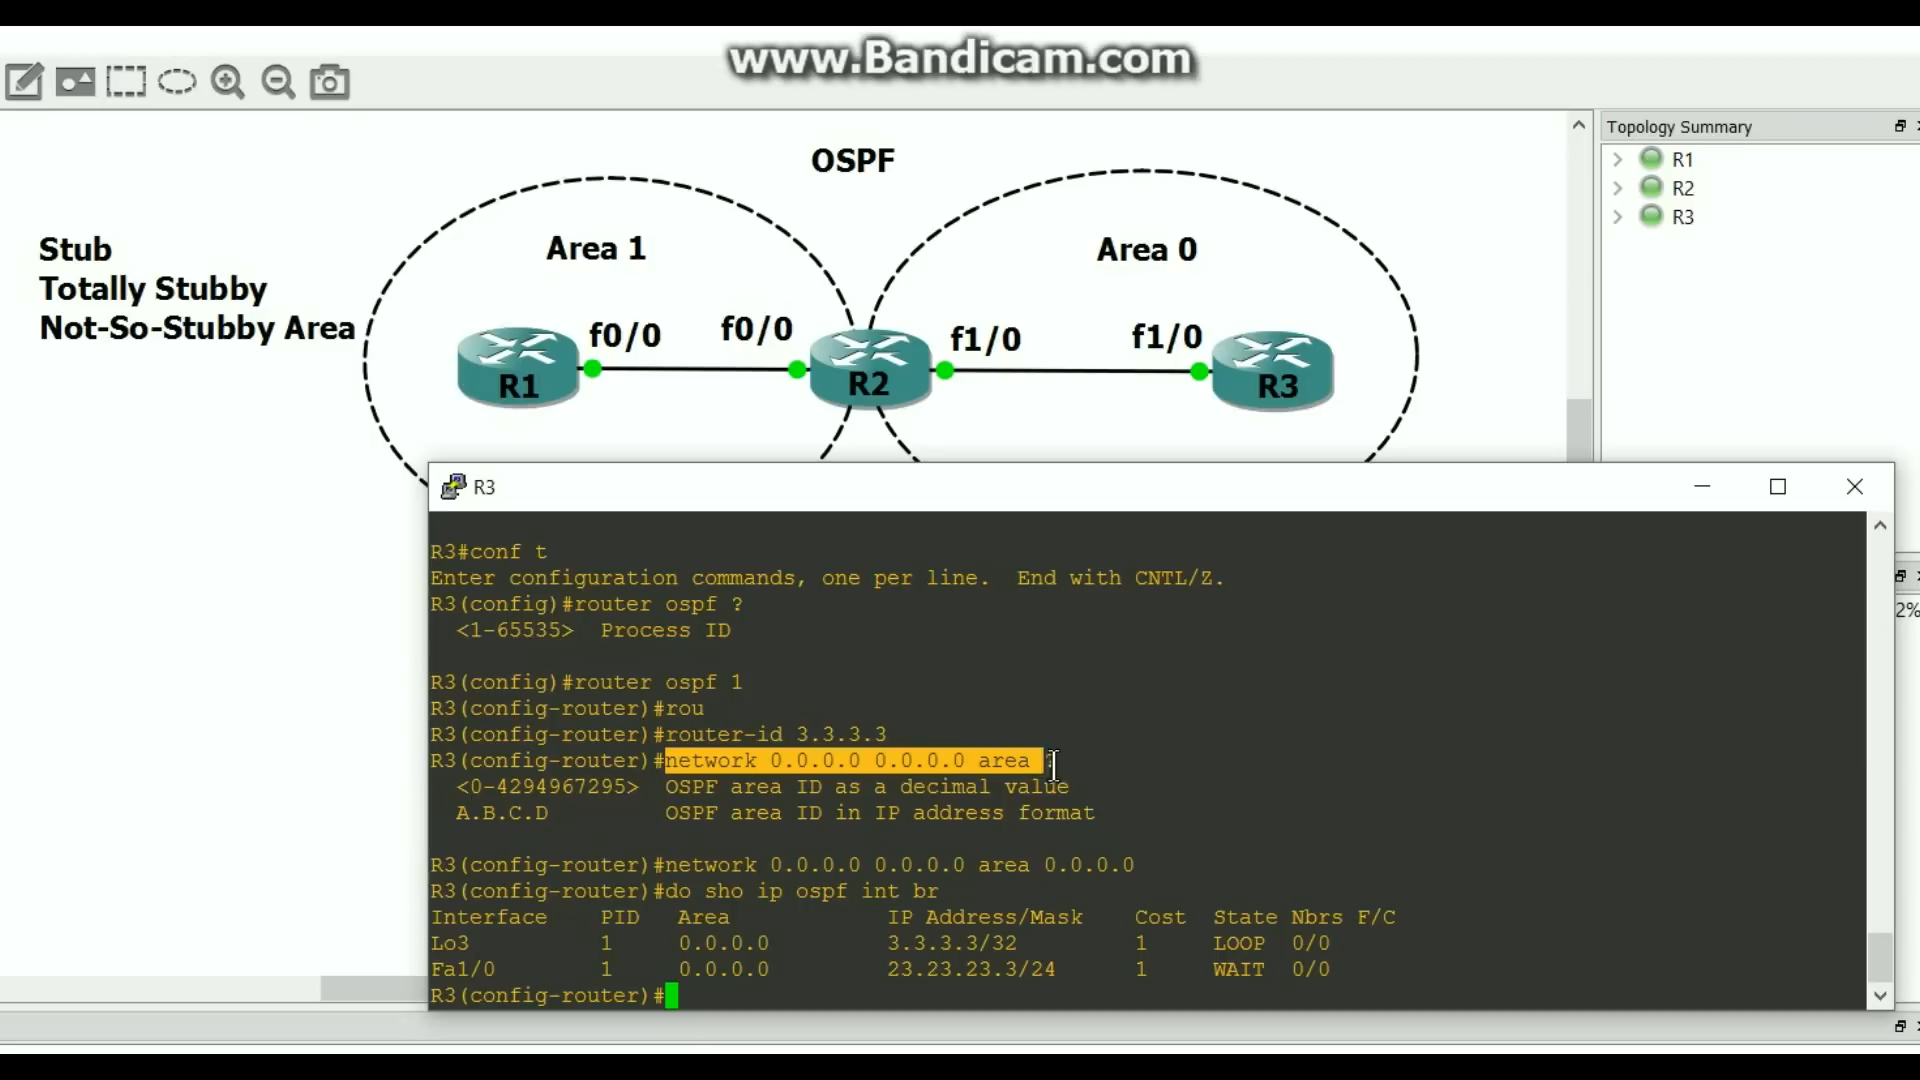 www.Bandicam.com
Topology Summary
R1
R2
R3
OSPF
Stub
Totally Stubby
Not-So-Stubby Area
Area 1
Area 0
f0/0
f0/0
f1/0
f1/0
R1
R2
R3
R3
R3#conf t
Enter configuration commands, one per line.  End with CNTL/Z.
R3(config)#router ospf ?
<1-65535>  Process ID
R3(config)#router ospf 1
R3(config-router)#rou
R3(config-router)#router-id 3.3.3.3
R3(config-router)#network 0.0.0.0 0.0.0.0 area
<0-4294967295>  OSPF area ID as a decimal value
A.B.C.D         OSPF area ID in IP address format
R3(config-router)#network 0.0.0.0 0.0.0.0 area 0.0.0.0
R3(config-router)#do sho ip ospf int br
Interface    PID   Area            IP Address/Mask    Cost  State Nbrs F/C
Lo3          1     0.0.0.0         3.3.3.3/32         1     LOOP  0/0
Fa1/0        1     0.0.0.0         23.23.23.3/24      1     WAIT  0/0
R3(config-router)#
2%